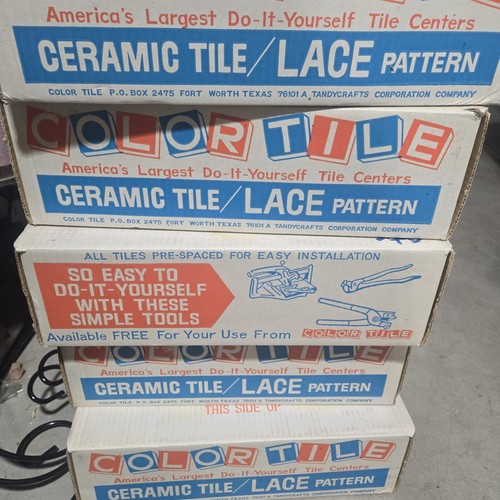 America's Largest Do-It-Yourself Tile Centers
CERAMIC TILE/LACE PATTERN
COLOR TILE P.O. BOX 2475 FORT WORTH TEXAS 76101 A TANDYCRAFTS CORPORATION COMPANY
COLOR TILE
America's Largest Do-It-Yourself Tile Centers
CERAMIC TILE/LACE PATTERN
COLOR TILE P.O. BOX 2475 FORT WORTH TEXAS 76101 A TANDYCRAFTS CORPORATION COMPANY
ALL TILES PRE-SPACED FOR EASY INSTALLATION
SO EASY TO
DO-IT-YOURSELF
WITH THESE
SIMPLE TOOLS
Available FREE For Your Use From COLOR TILE
COLOR TILE
America's Largest Do-It-Yourself Tile Centers
CERAMIC TILE/LACE PATTERN
COLOR TILE P.O. BOX 2475 FORT WORTH TEXAS 76101 A TANDYCRAFTS CORPORATION COMPANY
THIS SIDE UP
COLOR TILE
America's Largest Do-It-Yourself Tile Centers
CERAMIC TILE/LACE PATTERN